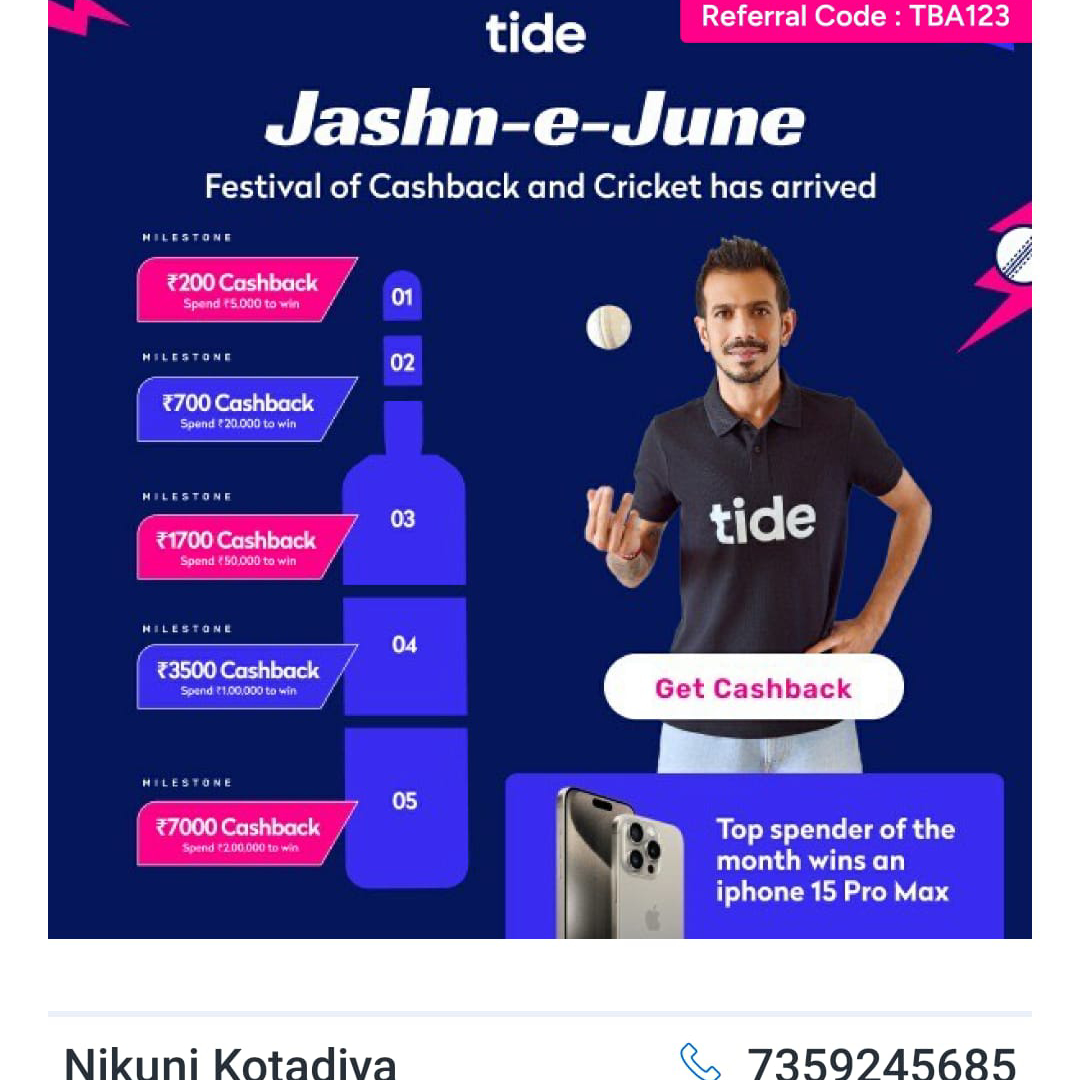 Referral Code : TBA123
tide
Jashn-e-June
Festival of Cashback and Cricket has arrived
MILESTONE
₹200 Cashback
Spend ₹5,000 to win
01
MILESTONE
₹700 Cashback
Spend ₹20,000 to win
02
MILESTONE
₹1700 Cashback
Spend ₹50,000 to win
03
MILESTONE
₹3500 Cashback
Spend ₹1,00,000 to win
04
MILESTONE
₹7000 Cashback
Spend ₹2,00,000 to win
05
tide
Get Cashback
Top spender of the
month wins an
iphone 15 Pro Max
Nikunj Kotadiya
7359245685